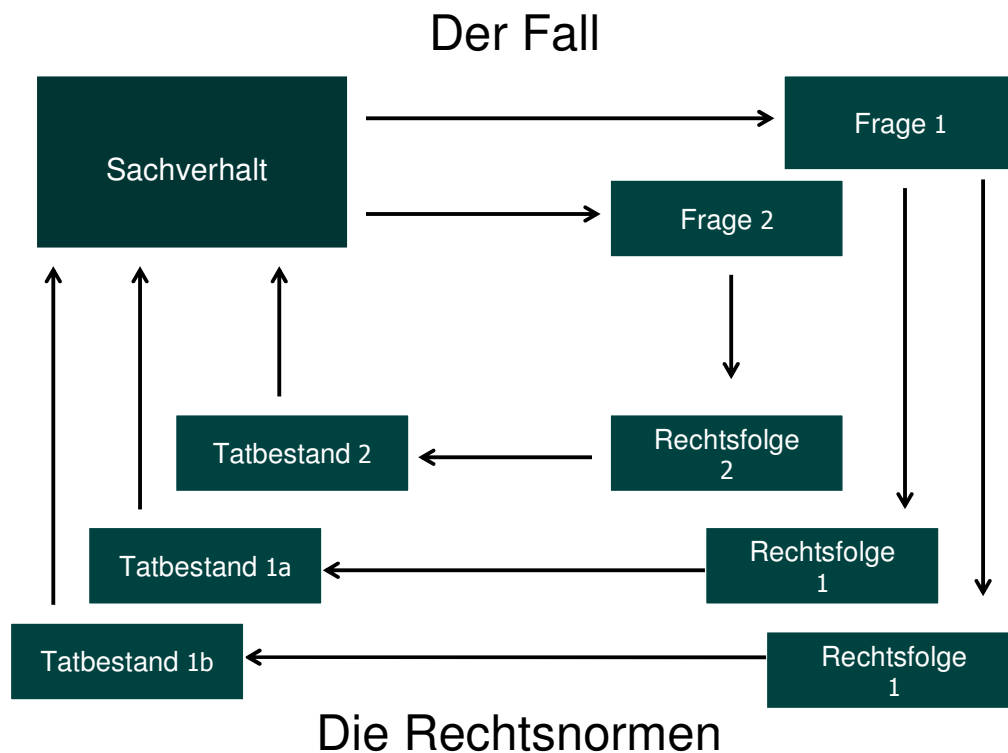 Der Fall
Sachverhalt
Frage 1
Frage 2
Tatbestand 2
Rechtsfolge
2
Tatbestand 1a
Rechtsfolge
1
Tatbestand 1b
Rechtsfolge
1
Die Rechtsnormen